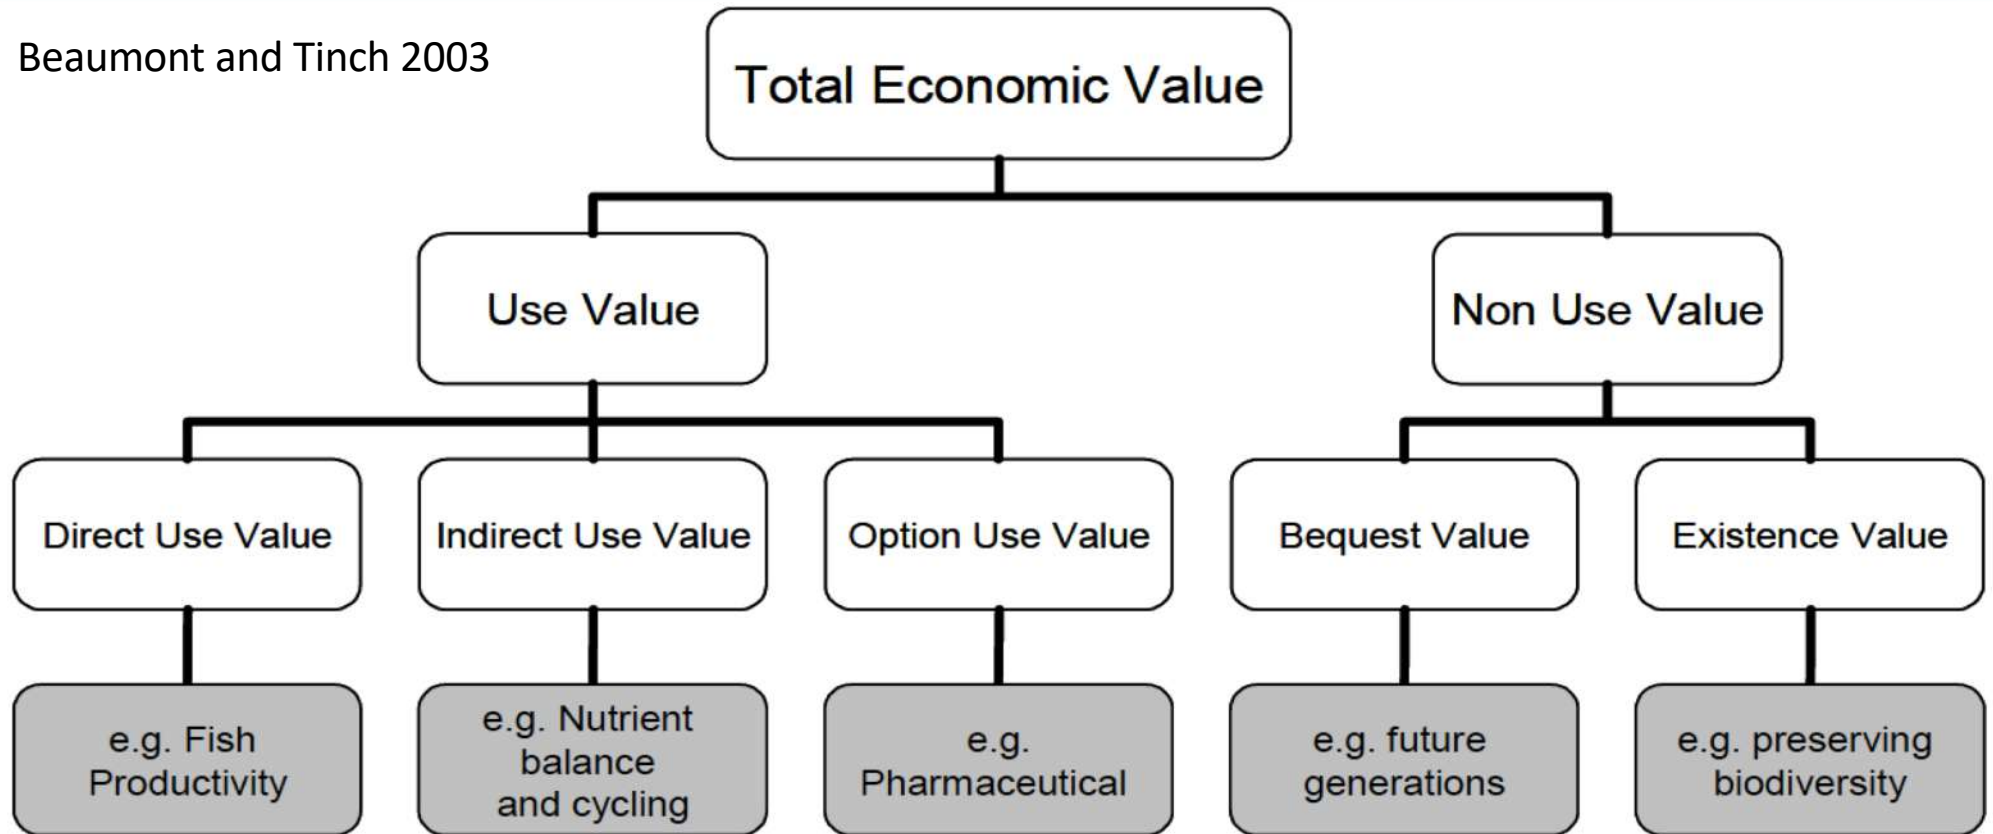 Beaumont and Tinch 2003
Total Economic Value
Use Value
Non Use Value
Direct Use Value
Indirect Use Value
Option Use Value
Bequest Value
Existence Value
e.g. Fish
Productivity
e.g. Nutrient
balance
and cycling
e.g.
Pharmaceutical
e.g. future
generations
e.g. preserving
biodiversity